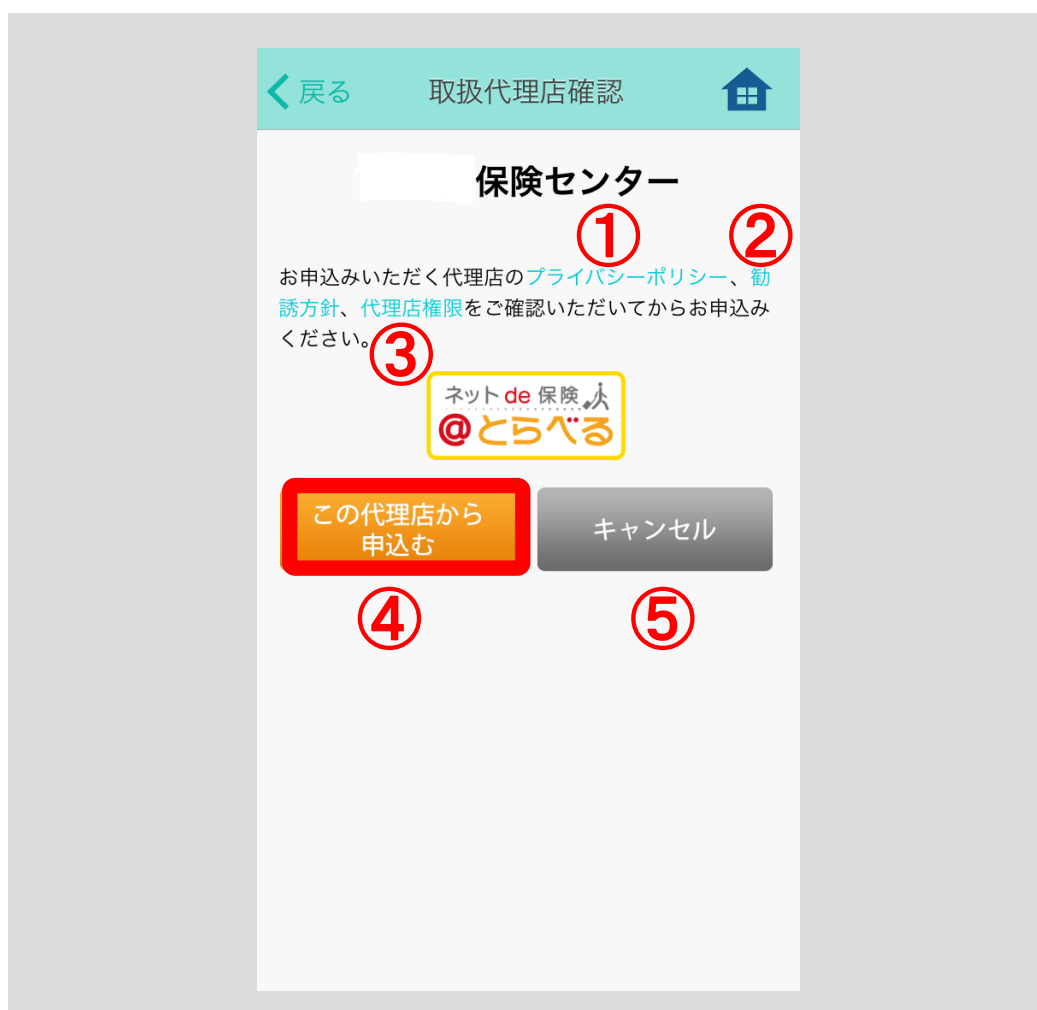 戻る
取扱代理店確認
保険センター
①
②
お申込みいただく代理店のプライバシーポリシー、勧
誘方針、代理店権限をご確認いただいてからお申込み
ください。
③
ネットde保険
@とらべる
この代理店から
申込む
キャンセル
④
⑤